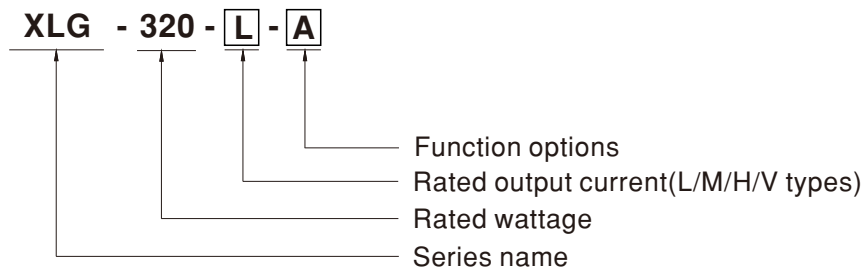 XLG - 320 - L - A
Function options
Rated output current(L/M/H/V types)
Rated wattage
Series name